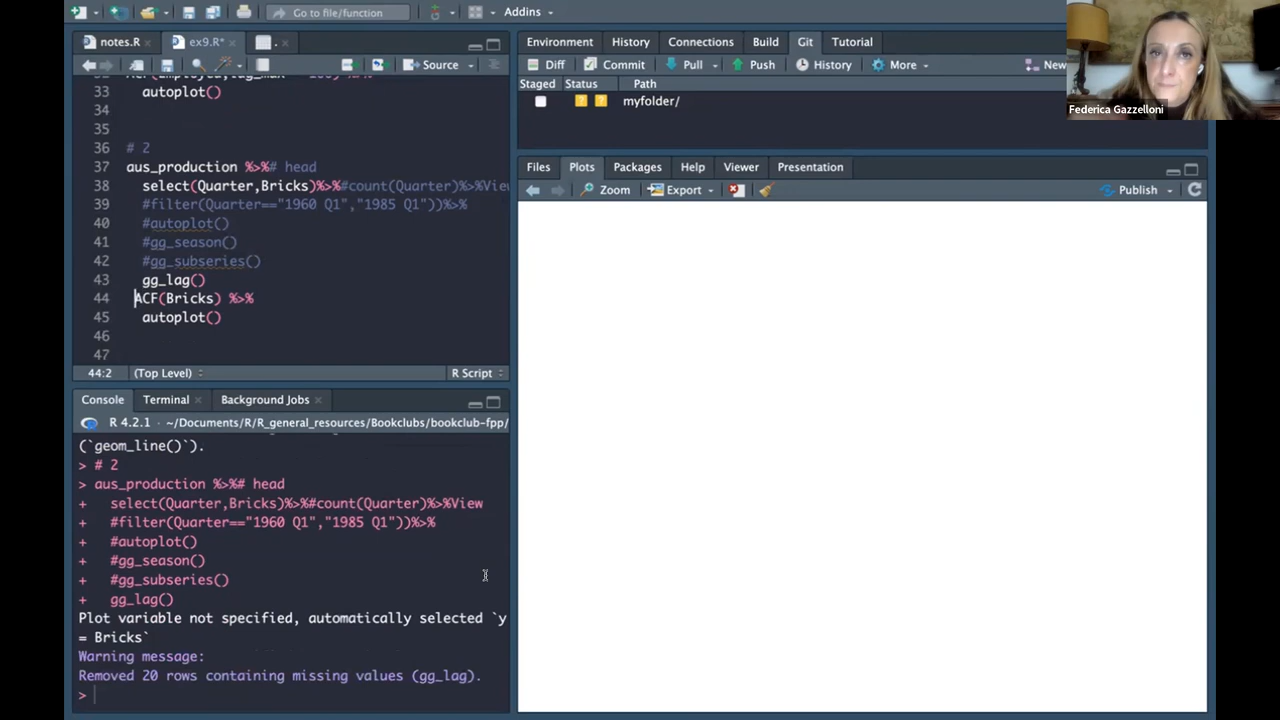 Go to file/function
Addins
notes.R
ex9.R*
.
Source
32 ACF(Employed,lag_max = 100) %>%
33 autoplot()
34
35
36 # 2
37 aus_production %>%# head
38 select(Quarter,Bricks)%>%#count(Quarter)%>%View
39 #filter(Quarter=="1960 Q1","1985 Q1"))%>%
40 #autoplot()
41 #gg_season()
42 #gg_subseries()
43 gg_lag()
44 ACF(Bricks) %>%
45 autoplot()
46
47
44:2 (Top Level) R Script
Console Terminal Background Jobs
R 4.2.1 · ~/Documents/R/R_general_resources/Bookclubs/bookclub-fpp/
(`geom_line()`).
> # 2
> aus_production %>%# head
+ select(Quarter,Bricks)%>%#count(Quarter)%>%View
+ #filter(Quarter=="1960 Q1","1985 Q1"))%>%
+ #autoplot()
+ #gg_season()
+ #gg_subseries()
+ gg_lag()
Plot variable not specified, automatically selected `y
= Bricks`
Warning message:
Removed 20 rows containing missing values (gg_lag).
>
Environment History Connections Build Git Tutorial
Diff Commit Pull Push History More New
Staged Status Path
? ? myfolder/
Files Plots Packages Help Viewer Presentation
Zoom Export Publish
Federica Gazzelloni